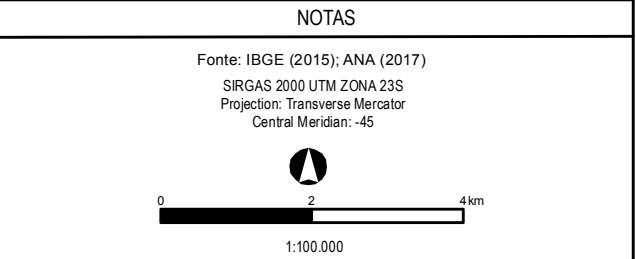 NOTAS
Fonte: IBGE (2015); ANA (2017)
SIRGAS 2000 UTM ZONA 23S
Projection: Transverse Mercator
Central Meridian: -45
0 2 4 km
1:100.000